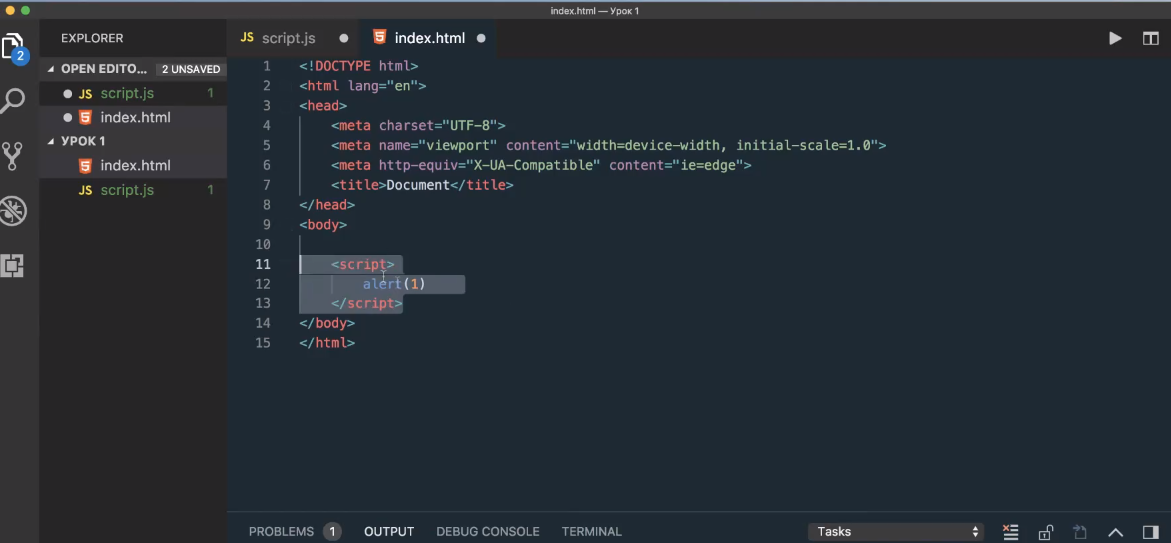 index.html — Урок 1
EXPLORER
JS script.js
index.html
OPEN EDITO... 2 UNSAVED
JS script.js 1
index.html
УРОК 1
index.html
JS script.js 1
2
1 <!DOCTYPE html>
2 <html lang="en">
3 <head>
4 <meta charset="UTF-8">
5 <meta name="viewport" content="width=device-width, initial-scale=1.0">
6 <meta http-equiv="X-UA-Compatible" content="ie=edge">
7 <title>Document</title>
8 </head>
9 <body>
10
11 <script>
12 alert(1)
13 </script>
14 </body>
15 </html>
PROBLEMS 1 OUTPUT DEBUG CONSOLE TERMINAL Tasks